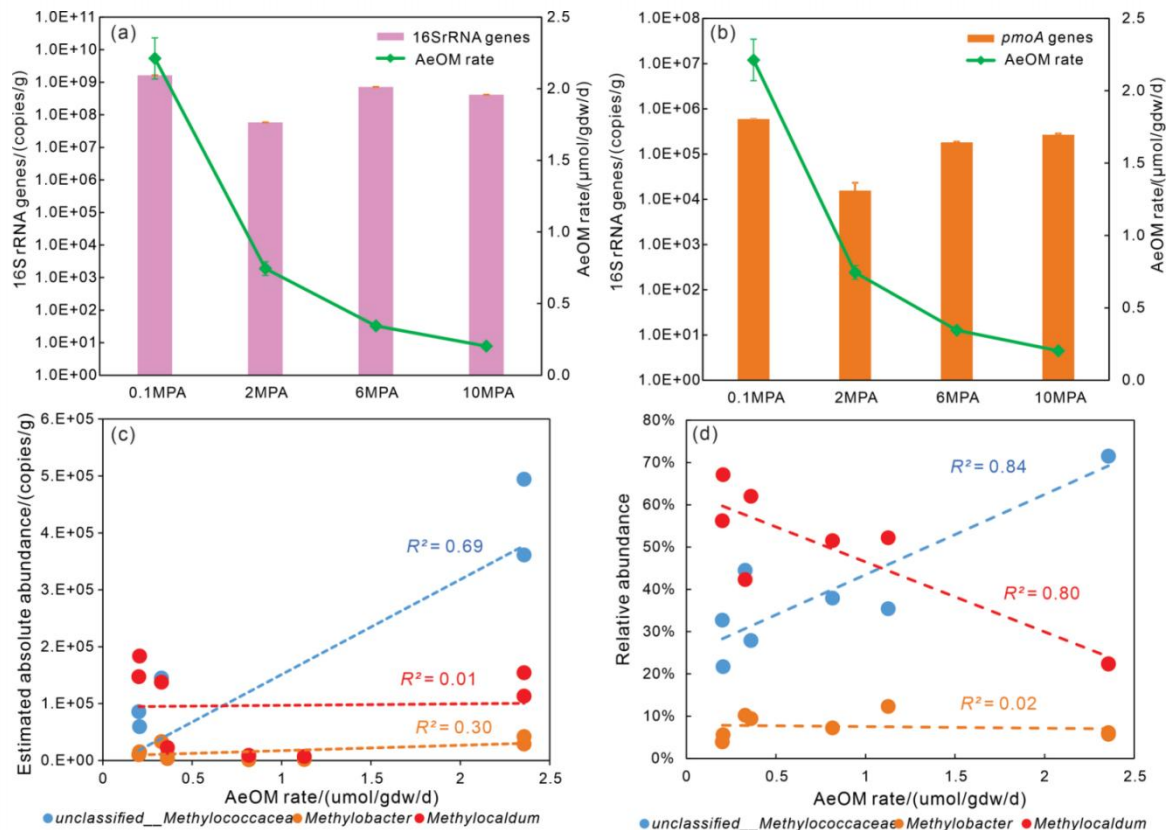 (a)
16SrRNA genes
AeOM rate
16SrRNA genes/(copies/g)
1.0E+11
1.0E+10
1.0E+09
1.0E+08
1.0E+07
1.0E+06
1.0E+05
1.0E+04
1.0E+03
1.0E+02
1.0E+01
1.0E+00
2.5
2.0
1.5
1.0
0.5
0.0
AeOM rate/(μmol/gdw/d)
0.1MPA 2MPA 6MPA 10MPA
(b)
pmoA genes
AeOM rate
16SrRNA genes/(copies/g)
1.0E+08
1.0E+07
1.0E+06
1.0E+05
1.0E+04
1.0E+03
1.0E+02
1.0E+01
1.0E+00
2.5
2.0
1.5
1.0
0.5
0.0
AeOM rate/(μmol/gdw/d)
0.1MPA 2MPA 6MPA 10MPA
(c)
Estimated absolute abundance/(copies/g)
6.E+05
5.E+05
4.E+05
3.E+05
2.E+05
1.E+05
0.E+00
R²=0.69
R²=0.01
R²=0.30
0 0.5 1 1.5 2 2.5
AeOM rate/(umol/gdw/d)
unclassified__Methylococcaceae Methylobacter Methylocaldum
(d)
Relative abundance
80%
70%
60%
50%
40%
30%
20%
10%
0%
R²=0.84
R²=0.80
R²=0.02
0 0.5 1 1.5 2 2.5
AeOM rate/(umol/gdw/d)
unclassified__Methylococcaceae Methylobacter Methylocaldum